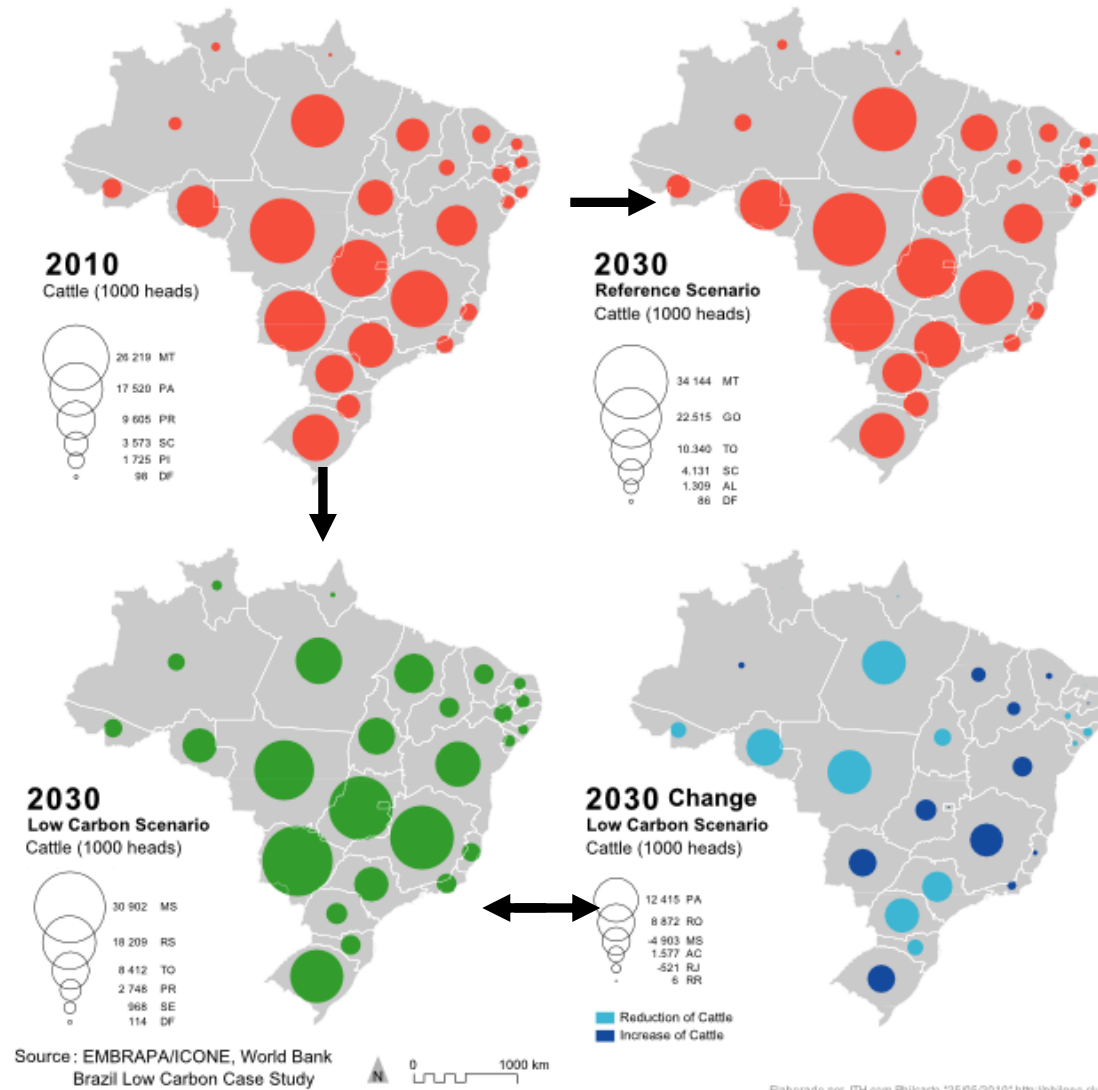 2010
Cattle (1000 heads)
26 219 MT
17 520 PA
9 605 PR
3 573 SC
1 725 PI
98 DF
2030
Reference Scenario
Cattle (1000 heads)
34 144 MT
22.515 GO
10.340 TO
4.131 SC
1.309 AL
86 DF
2030
Low Carbon Scenario
Cattle (1000 heads)
30 902 MS
18 209 RS
8 412 TO
2 748 PR
968 SE
114 DF
2030 Change
Low Carbon Scenario
Cattle (1000 heads)
12 415 PA
8 872 RO
-4 903 MS
1.577 AC
-521 RJ
6 RR
Reduction of Cattle
Increase of Cattle
Source : EMBRAPA/ICONE, World Bank
Brazil Low Carbon Case Study
N
0 1000 km